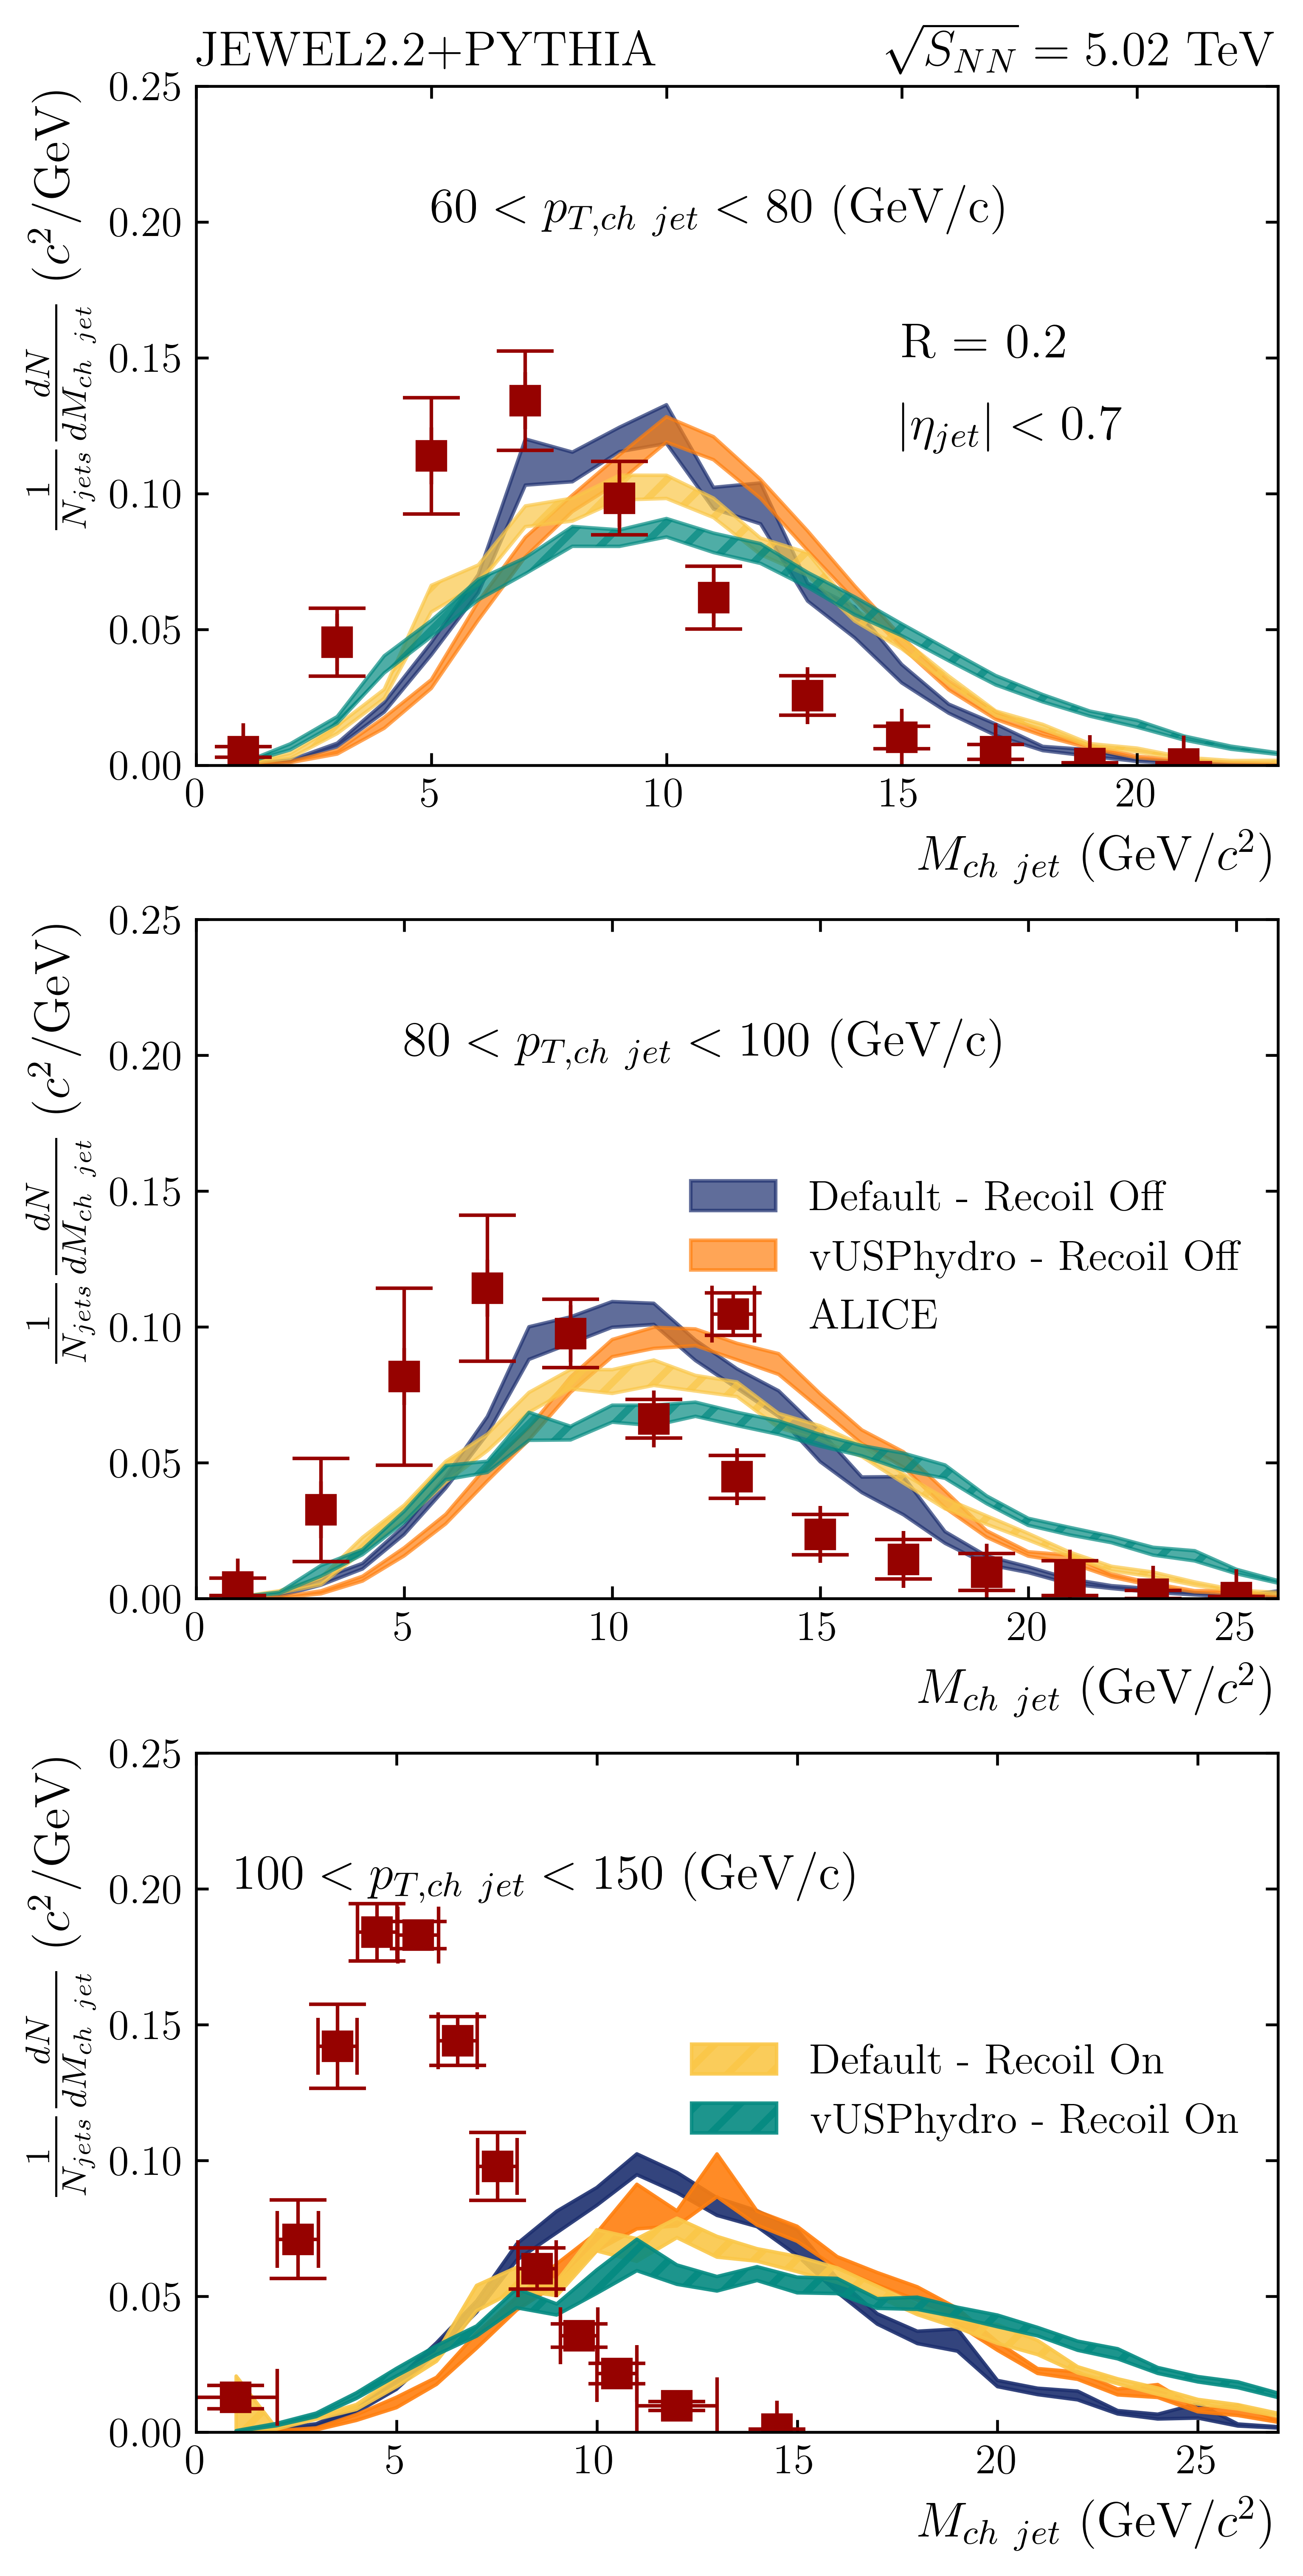 JEWEL2.2+PYTHIA √S_NN = 5.02 TeV
0.25
0.20
0.15
0.10
0.05
0.00
1/N_jets dN/dM_ch jet (c²/GeV)
60 < p_T,ch jet < 80 (GeV/c)
R = 0.2
|η_jet| < 0.7
0 5 10 15 20
M_ch jet (GeV/c²)
0.25
0.20
0.15
0.10
0.05
0.00
1/N_jets dN/dM_ch jet (c²/GeV)
80 < p_T,ch jet < 100 (GeV/c)
Default - Recoil Off
vUSPhydro - Recoil Off
ALICE
0 5 10 15 20 25
M_ch jet (GeV/c²)
0.25
0.20
0.15
0.10
0.05
0.00
1/N_jets dN/dM_ch jet (c²/GeV)
100 < p_T,ch jet < 150 (GeV/c)
Default - Recoil On
vUSPhydro - Recoil On
0 5 10 15 20 25
M_ch jet (GeV/c²)